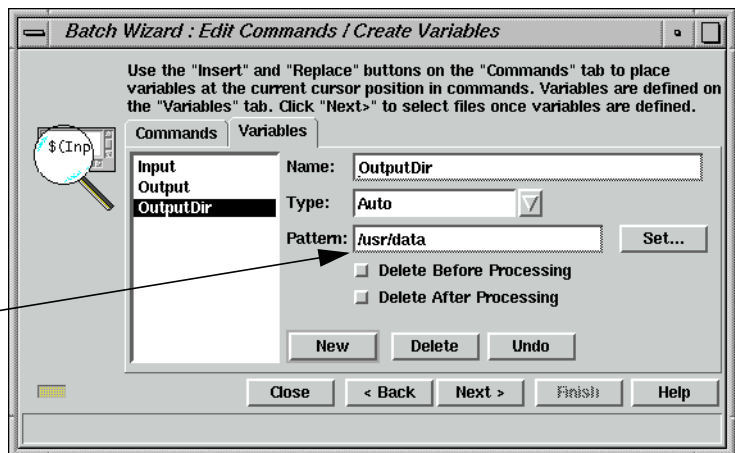 Batch Wizard : Edit Commands / Create Variables
Use the "Insert" and "Replace" buttons on the "Commands" tab to place
variables at the current cursor position in commands. Variables are defined on
the "Variables" tab. Click "Next>" to select files once variables are defined.
$(Inp
Commands
Variables
Input
Output
OutputDir
Name: OutputDir
Type: Auto
Pattern: /usr/data
Set...
Delete Before Processing
Delete After Processing
New
Delete
Undo
Close
< Back
Next >
Finish
Help